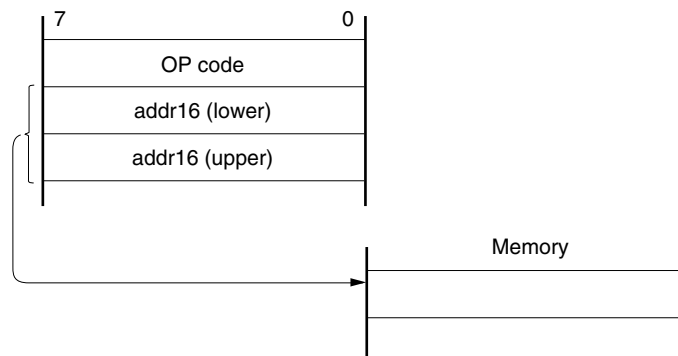 7 0
OP code
addr16 (lower)
addr16 (upper)
Memory